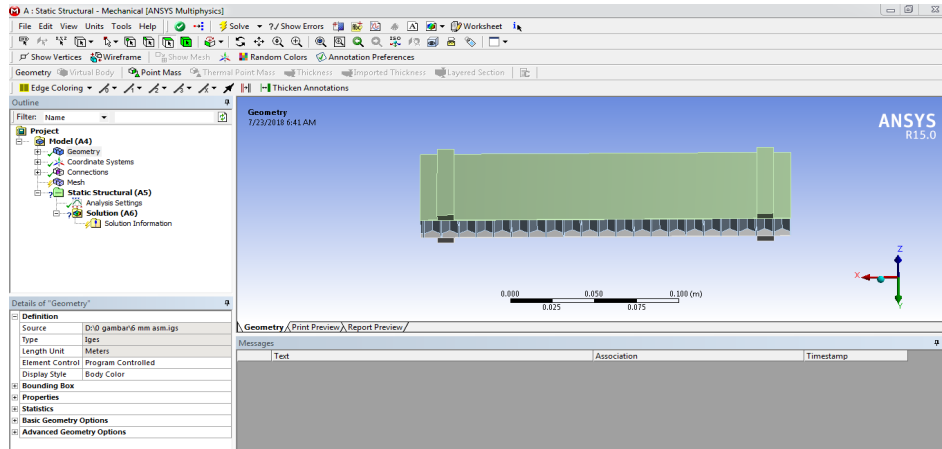 A : Static Structural - Mechanical [ANSYS Multiphysics]
File Edit View Units Tools Help Solve ?/ Show Errors A Worksheet
Show Vertices Wireframe Show Mesh Random Colors Annotation Preferences
Geometry Virtual Body Point Mass Thermal Point Mass Thickness Imported Thickness Layered Section
Edge Coloring Thicken Annotations
Outline
Filter: Name
Project
Model (A4)
Geometry
Coordinate Systems
Connections
Mesh
Static Structural (A5)
Analysis Settings
Solution (A6)
Solution Information
Geometry
7/23/2018 6:41 AM
ANSYS
R15.0
Z
X
Y
0.000 0.050 0.100 (m)
0.025 0.075
Details of "Geometry"
Definition
Source D:\0 gambar\6 mm asm.igs
Type Iges
Length Unit Meters
Element Control Program Controlled
Display Style Body Color
Bounding Box
Properties
Statistics
Basic Geometry Options
Advanced Geometry Options
Geometry Print Preview Report Preview
Messages
Text Association Timestamp